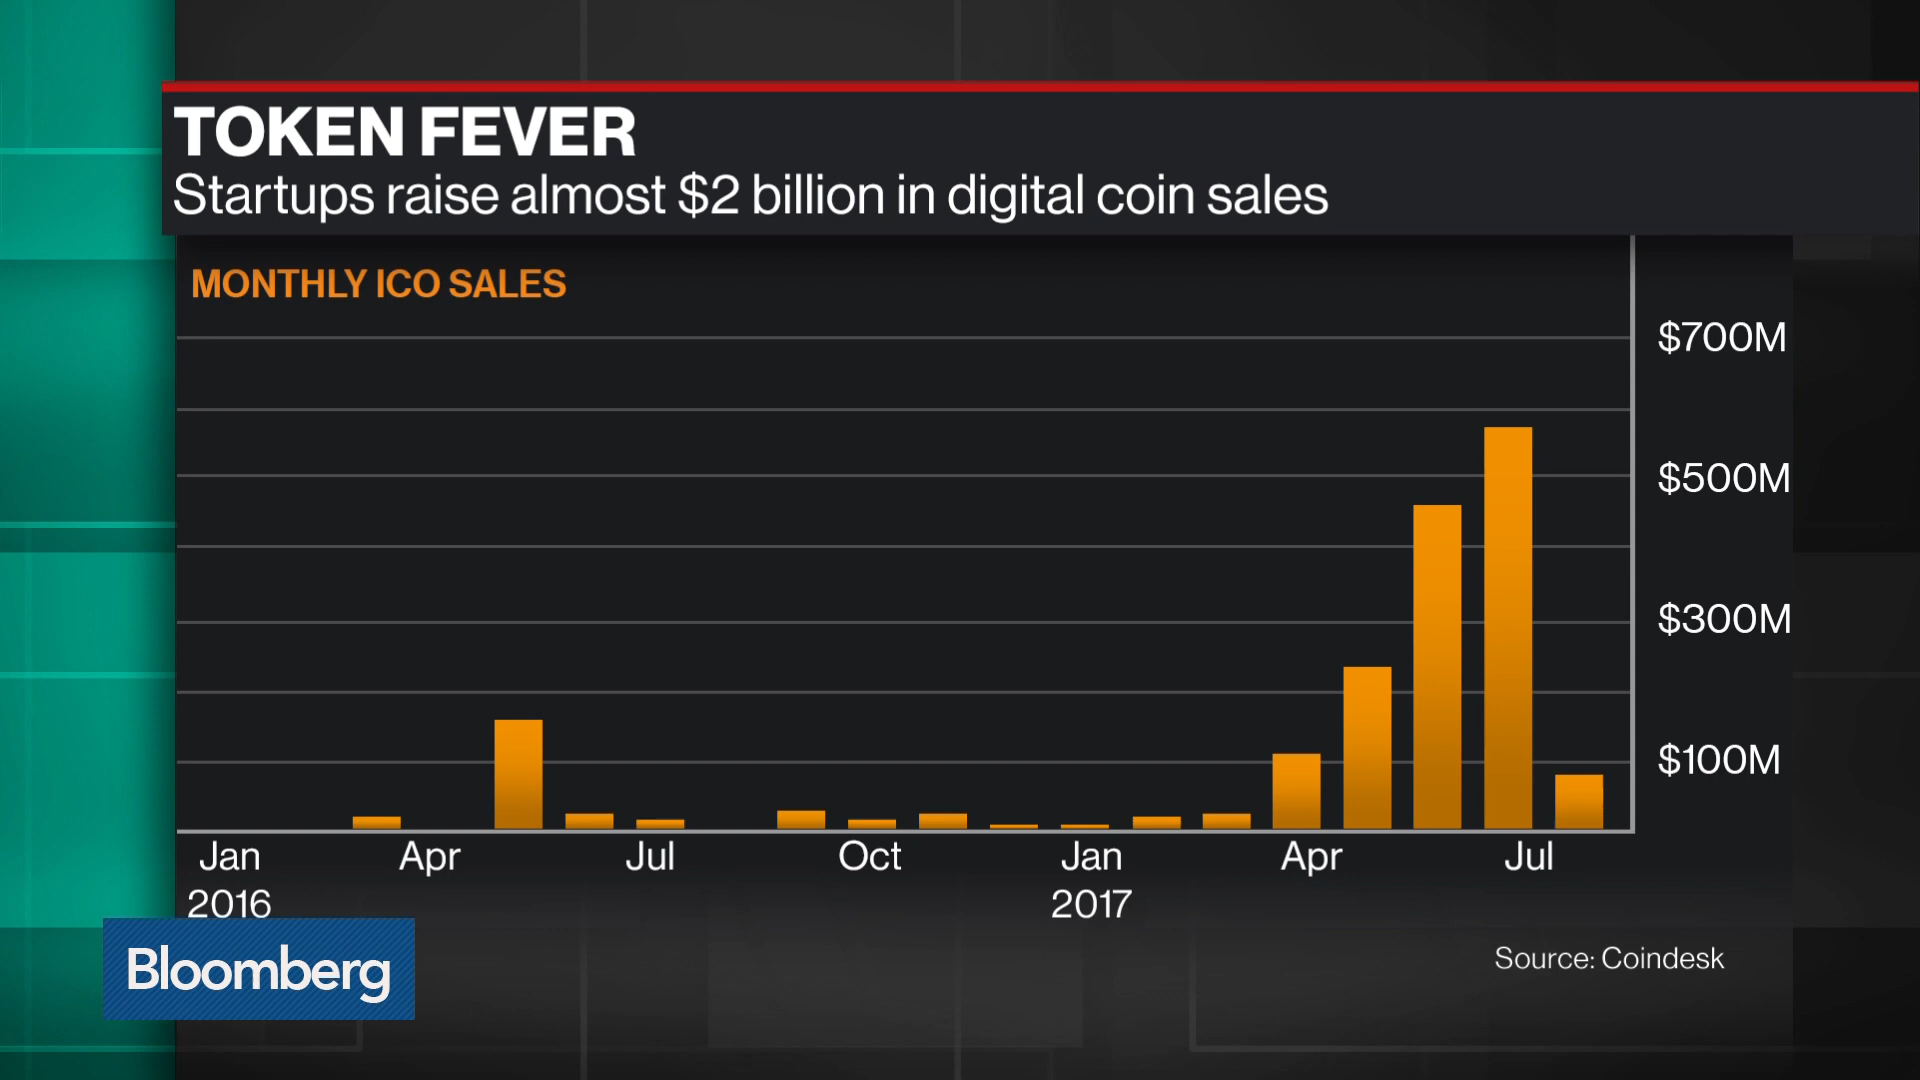 TOKEN FEVER
Startups raise almost $2 billion in digital coin sales
MONTHLY ICO SALES
$700M
$500M
$300M
$100M
Jan Apr Jul Oct Jan Apr Jul
2016 2017
Bloomberg
Source: Coindesk